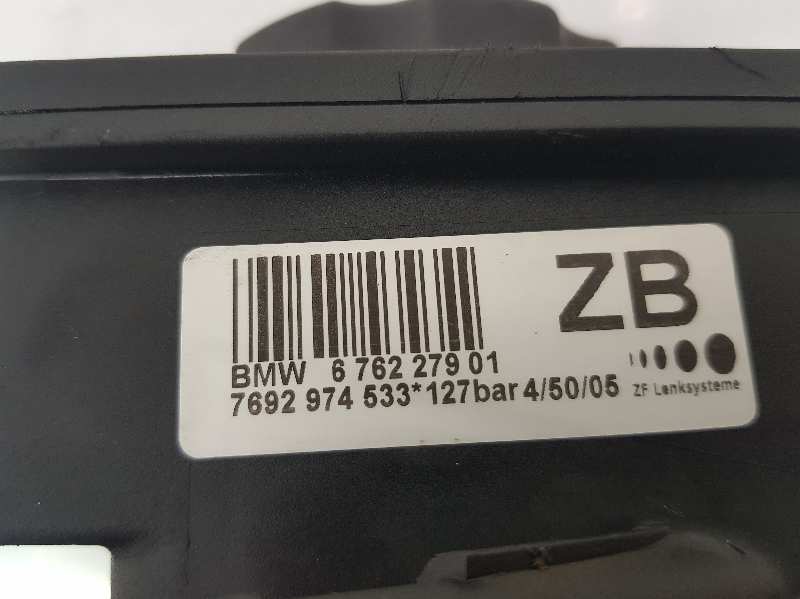 ZB
BMW 6 762 279 01
7692 974 533*127bar 4/50/05
ZF Lenksysteme